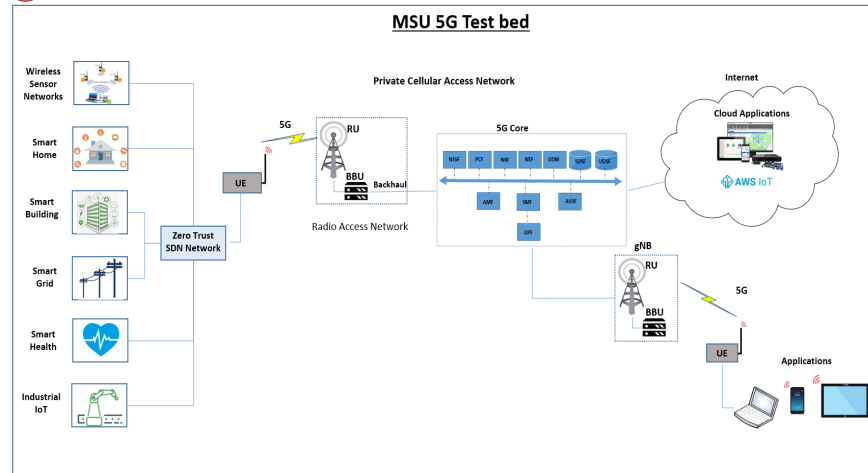 MSU 5G Test bed
Wireless
Sensor
Networks
Smart
Home
Smart
Building
Smart
Grid
Smart
Health
Industrial
IoT
Zero Trust
SDN Network
UE
5G
Private Cellular Access Network
RU
BBU
Backhaul
Radio Access Network
5G Core
NSSF
PCF
NRF
NEF
UDM
SDSF
UDSF
AMF
SMF
AUSF
UPF
Internet
Cloud Applications
AWS IoT
gNB
RU
BBU
5G
UE
Applications